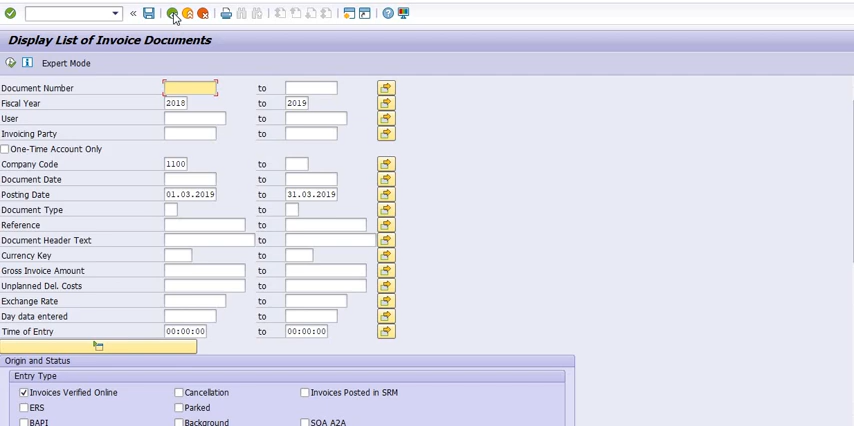 Display List of Invoice Documents
Expert Mode
Document Number to
Fiscal Year 2018 to 2019
User to
Invoicing Party to
One-Time Account Only
Company Code 1100 to
Document Date to
Posting Date 01.03.2019 to 31.03.2019
Document Type to
Reference to
Document Header Text to
Currency Key to
Gross Invoice Amount to
Unplanned Del. Costs to
Exchange Rate to
Day data entered to
Time of Entry 00:00:00 to 00:00:00
Origin and Status
Entry Type
Invoices Verified Online Cancellation Invoices Posted in SRM
ERS Parked
BAPI Background SOA A2A